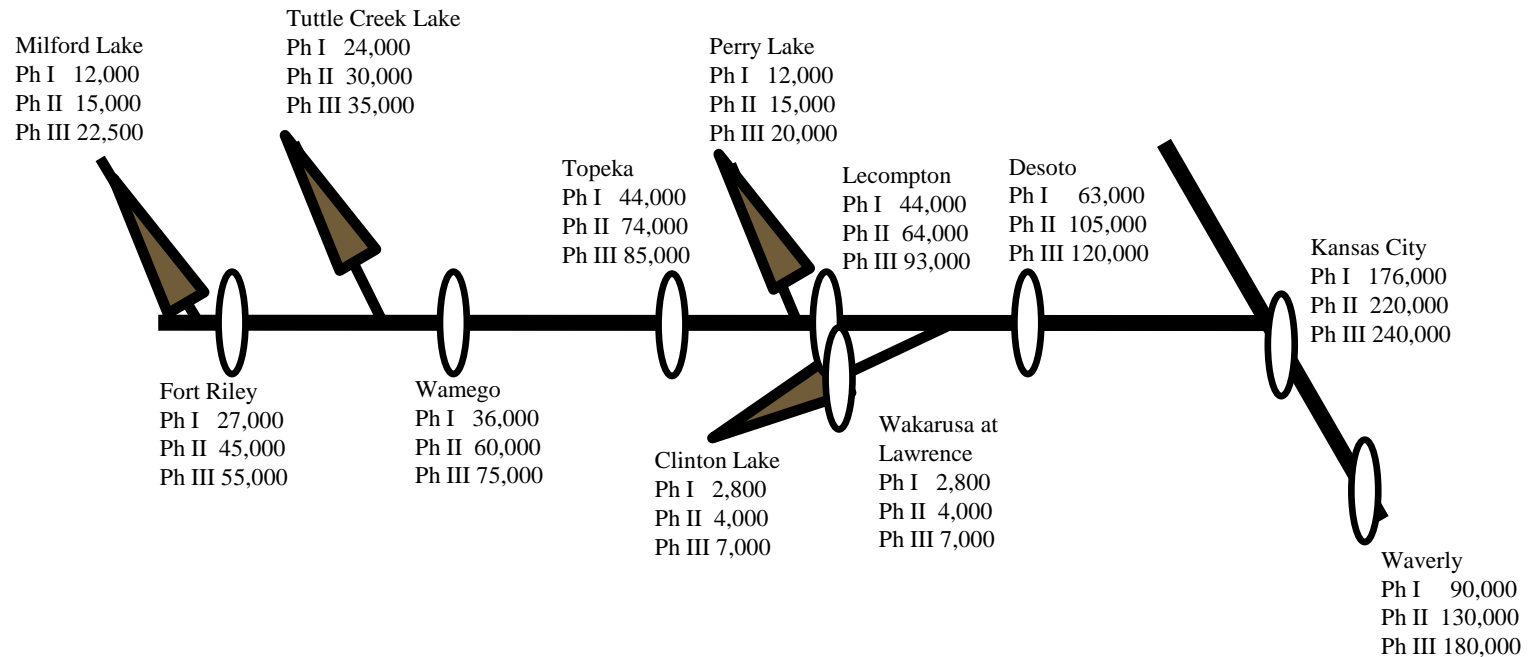 Milford Lake
Ph I 12,000
Ph II 15,000
Ph III 22,500
Tuttle Creek Lake
Ph I 24,000
Ph II 30,000
Ph III 35,000
Perry Lake
Ph I 12,000
Ph II 15,000
Ph III 20,000
Topeka
Ph I 44,000
Ph II 74,000
Ph III 85,000
Lecompton
Ph I 44,000
Ph II 64,000
Ph III 93,000
Desoto
Ph I 63,000
Ph II 105,000
Ph III 120,000
Kansas City
Ph I 176,000
Ph II 220,000
Ph III 240,000
Fort Riley
Ph I 27,000
Ph II 45,000
Ph III 55,000
Wamego
Ph I 36,000
Ph II 60,000
Ph III 75,000
Clinton Lake
Ph I 2,800
Ph II 4,000
Ph III 7,000
Wakarusa at
Lawrence
Ph I 2,800
Ph II 4,000
Ph III 7,000
Waverly
Ph I 90,000
Ph II 130,000
Ph III 180,000